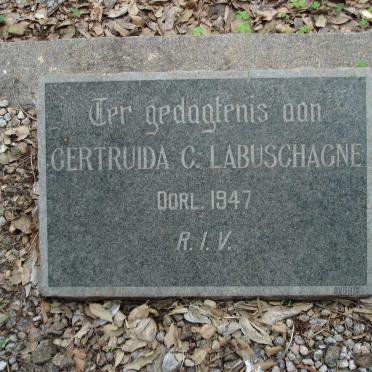 Ter gedagtenis aan
GERTRUIDA C. LABUSCHAGNE
OORL. 1947
R.I.V.